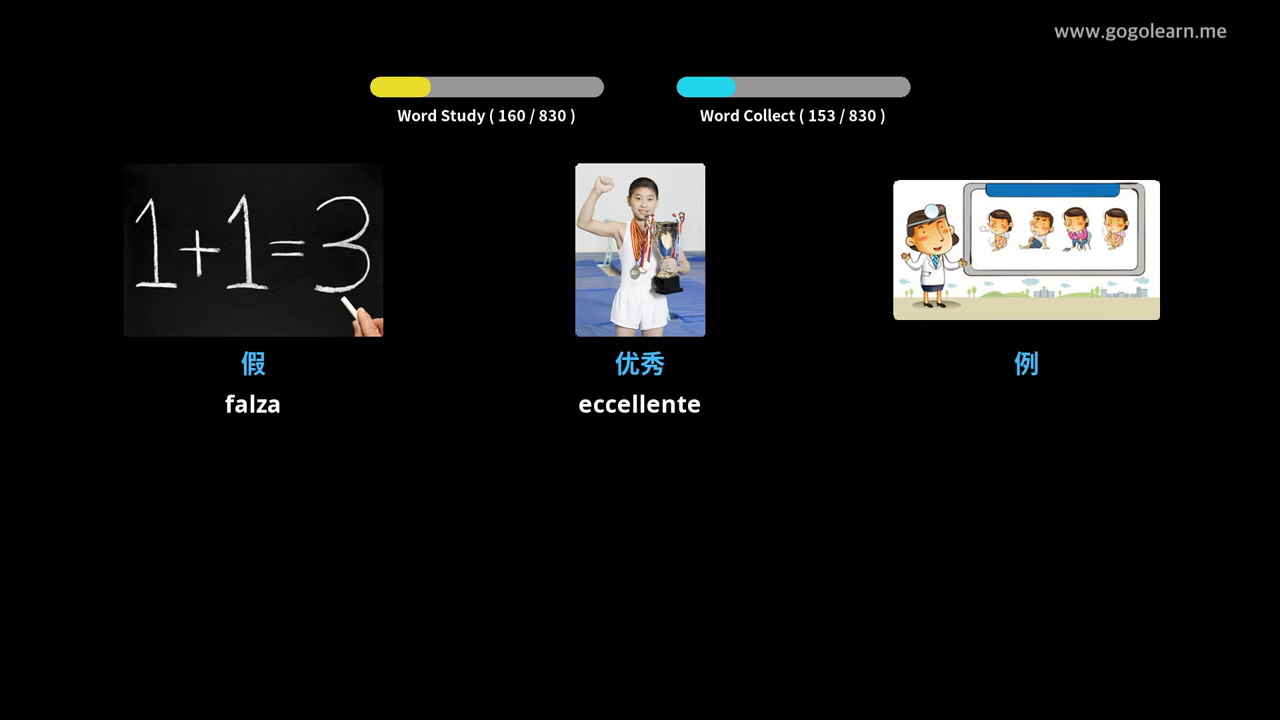 www.gogolearn.me
Word Study ( 160 / 830 )
Word Collect ( 153 / 830 )
1+1=3
假
优秀
例
falza
eccellente